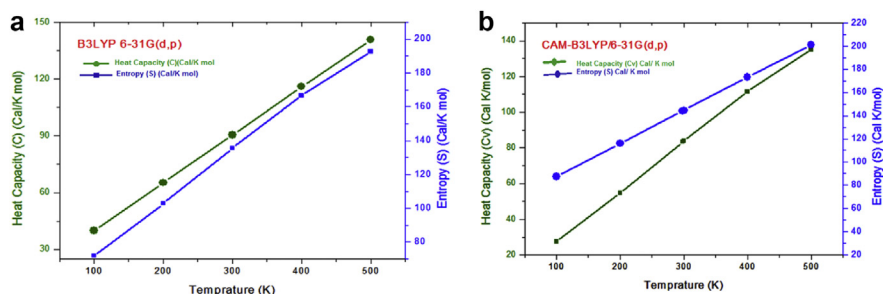 a
B3LYP 6-31G(d,p)
Heat Capacity (C)(Cal/K mol
Entropy (S) (Cal/K mol)
Heat Capacity (C) (Cal/K mol)
150
120
90
60
30
Entropy (S) (Cal/K mol)
200
180
160
140
120
100
80
100 200 300 400 500
Temprature (K)
b
CAM-B3LYP/6-31G(d,p)
Heat Capacity (Cv) Cal/ K mol
Entropy (S) Cal/ K mol
Heat Capacity (Cv) (Cal K/mol)
140
120
100
80
60
40
20
Entropy (S) (Cal K/mol)
220
200
180
160
140
120
100
80
60
40
20
100 200 300 400 500
Temprature (K)